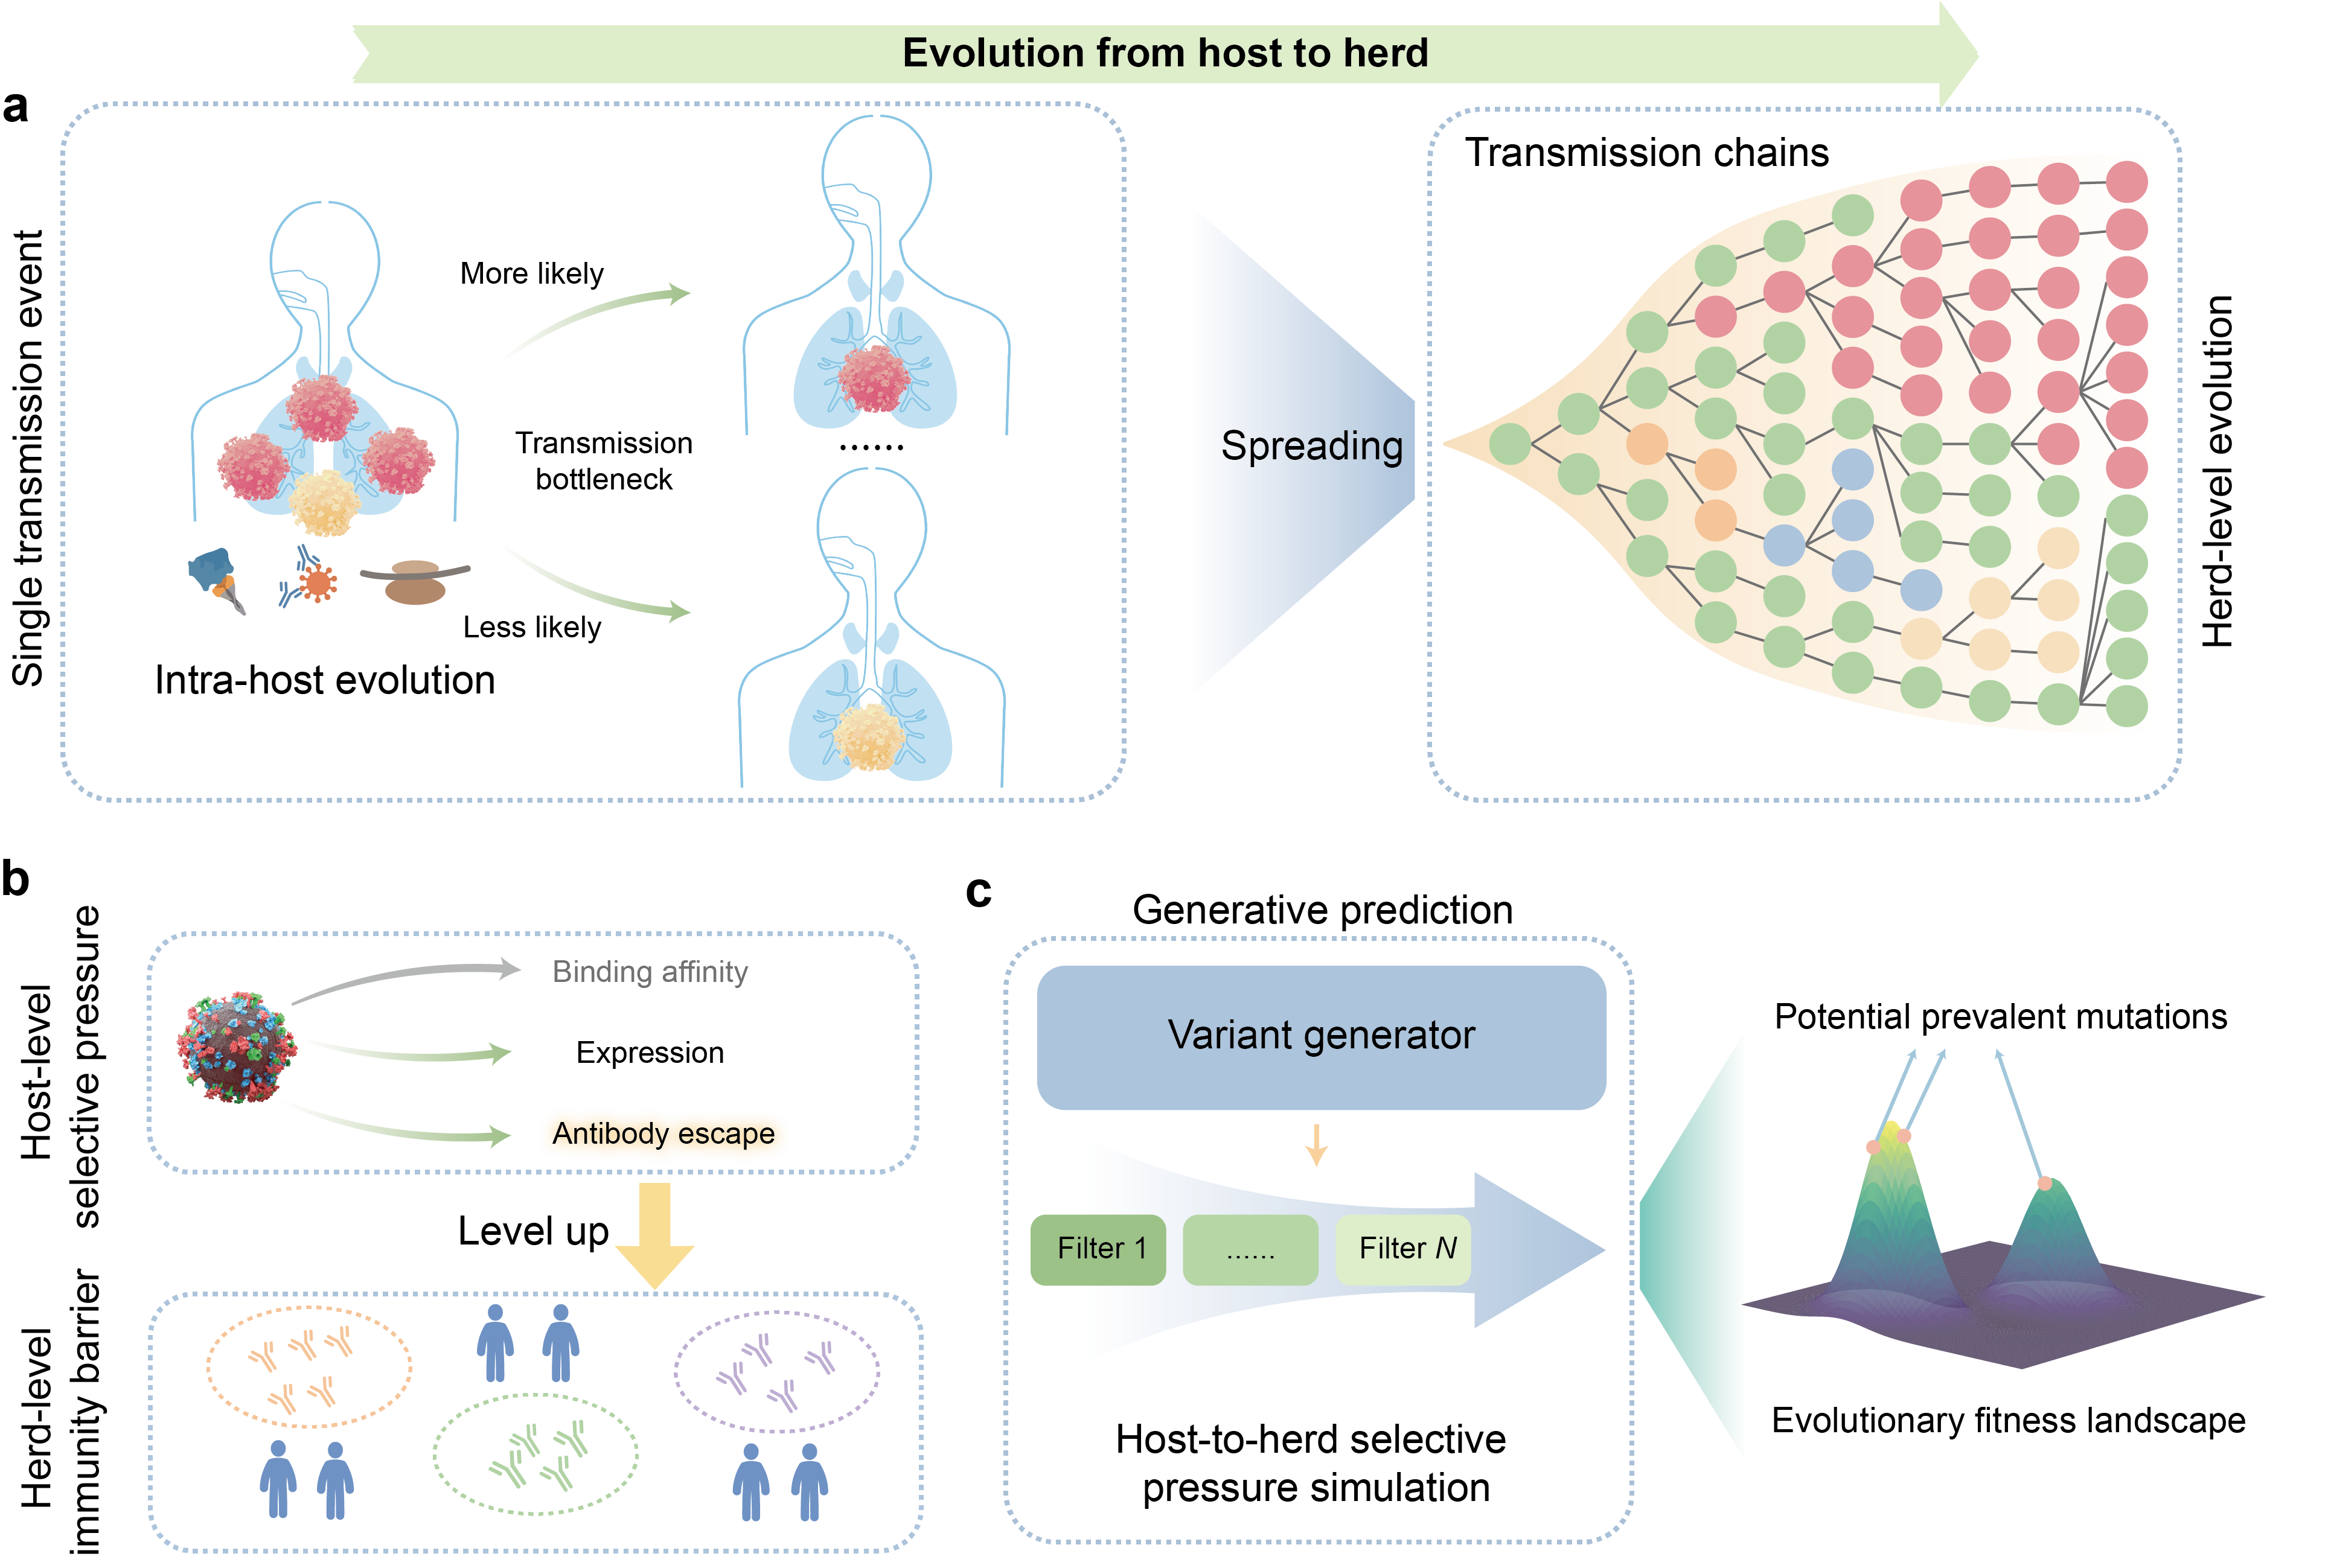 Evolution from host to herd
a
Single transmission event
More likely
Transmission
bottleneck
......
Less likely
Intra-host evolution
Spreading
Transmission chains
Herd-level evolution
b
Host-level
selective pressure
Binding affinity
Expression
Antibody escape
Level up
Herd-level
immunity barrier
c
Generative prediction
Variant generator
Filter 1
......
Filter N
Host-to-herd selective
pressure simulation
Potential prevalent mutations
Evolutionary fitness landscape